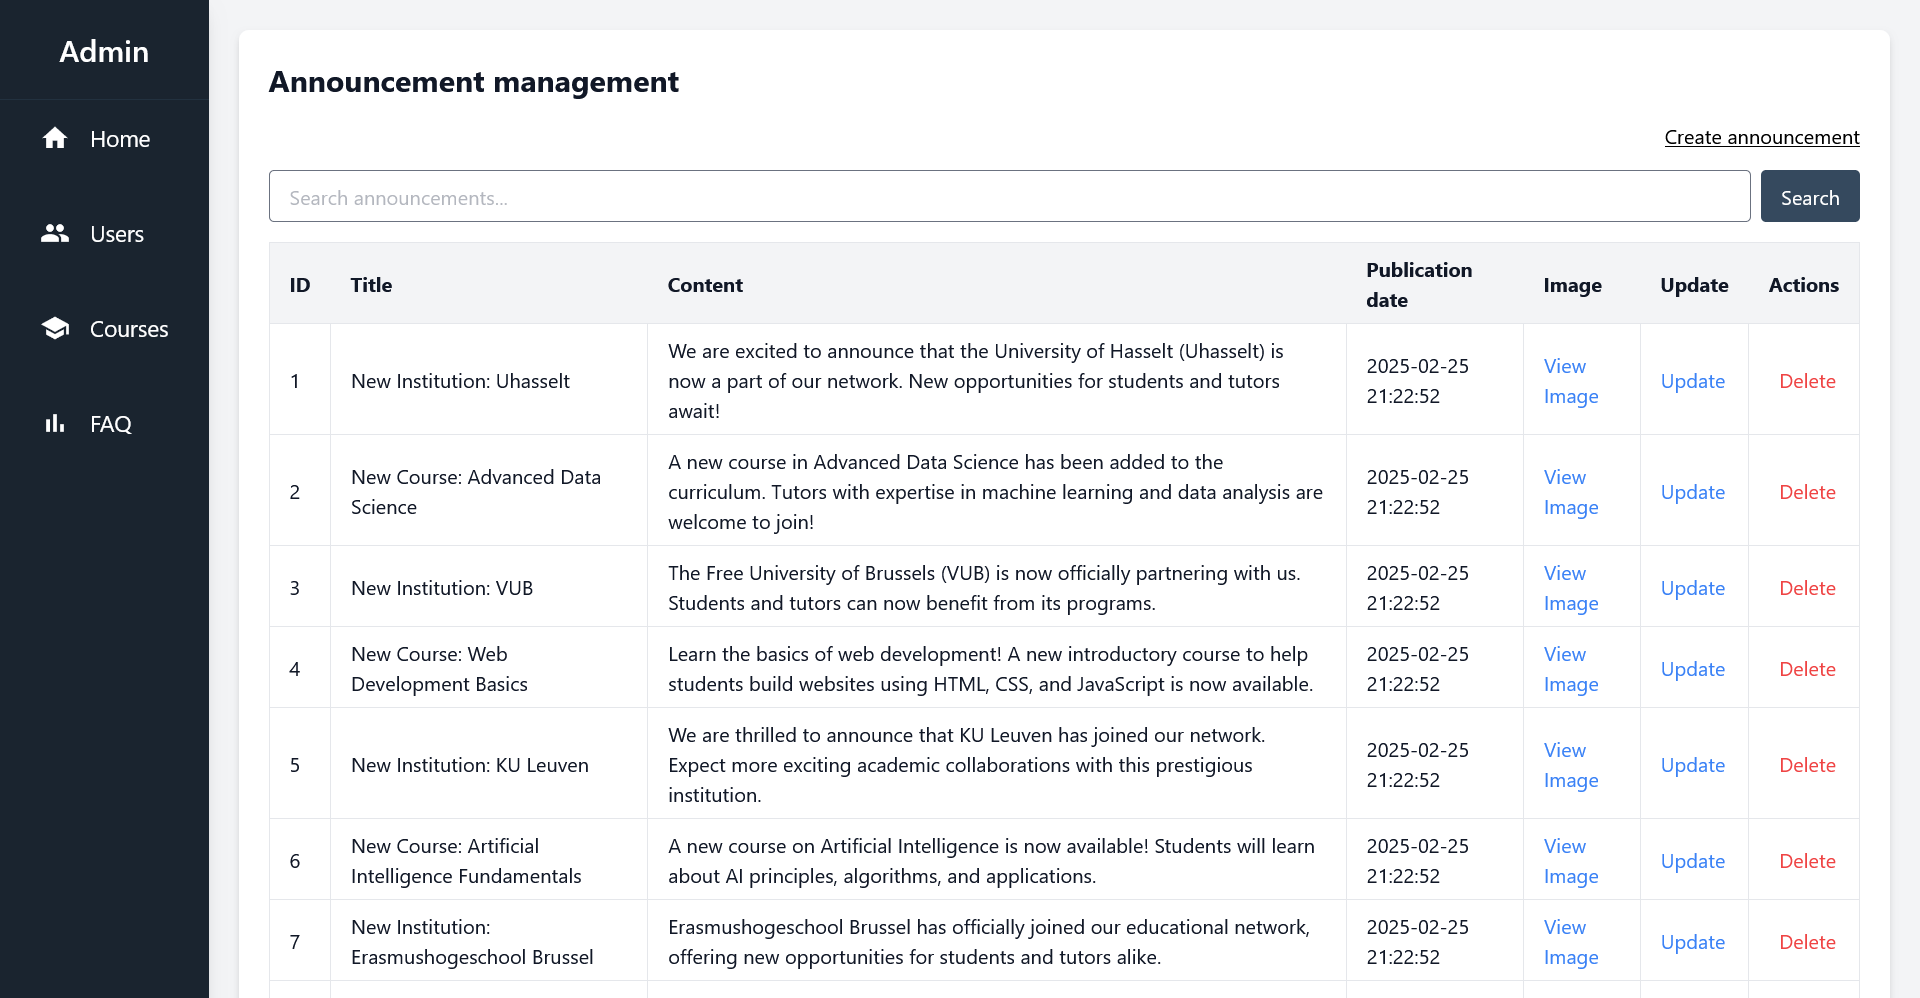 Admin
Home
Users
Courses
FAQ
Announcement management
Create announcement
Search announcements...
Search
ID Title Content Publication date Image Update Actions
1 New Institution: Uhasselt We are excited to announce that the University of Hasselt (Uhasselt) is now a part of our network. New opportunities for students and tutors await! 2025-02-25 21:22:52 View Image Update Delete
2 New Course: Advanced Data Science A new course in Advanced Data Science has been added to the curriculum. Tutors with expertise in machine learning and data analysis are welcome to join! 2025-02-25 21:22:52 View Image Update Delete
3 New Institution: VUB The Free University of Brussels (VUB) is now officially partnering with us. Students and tutors can now benefit from its programs. 2025-02-25 21:22:52 View Image Update Delete
4 New Course: Web Development Basics Learn the basics of web development! A new introductory course to help students build websites using HTML, CSS, and JavaScript is now available. 2025-02-25 21:22:52 View Image Update Delete
5 New Institution: KU Leuven We are thrilled to announce that KU Leuven has joined our network. Expect more exciting academic collaborations with this prestigious institution. 2025-02-25 21:22:52 View Image Update Delete
6 New Course: Artificial Intelligence Fundamentals A new course on Artificial Intelligence is now available! Students will learn about AI principles, algorithms, and applications. 2025-02-25 21:22:52 View Image Update Delete
7 New Institution: Erasmushogeschool Brussel Erasmushogeschool Brussel has officially joined our educational network, offering new opportunities for students and tutors alike. 2025-02-25 21:22:52 View Image Update Delete